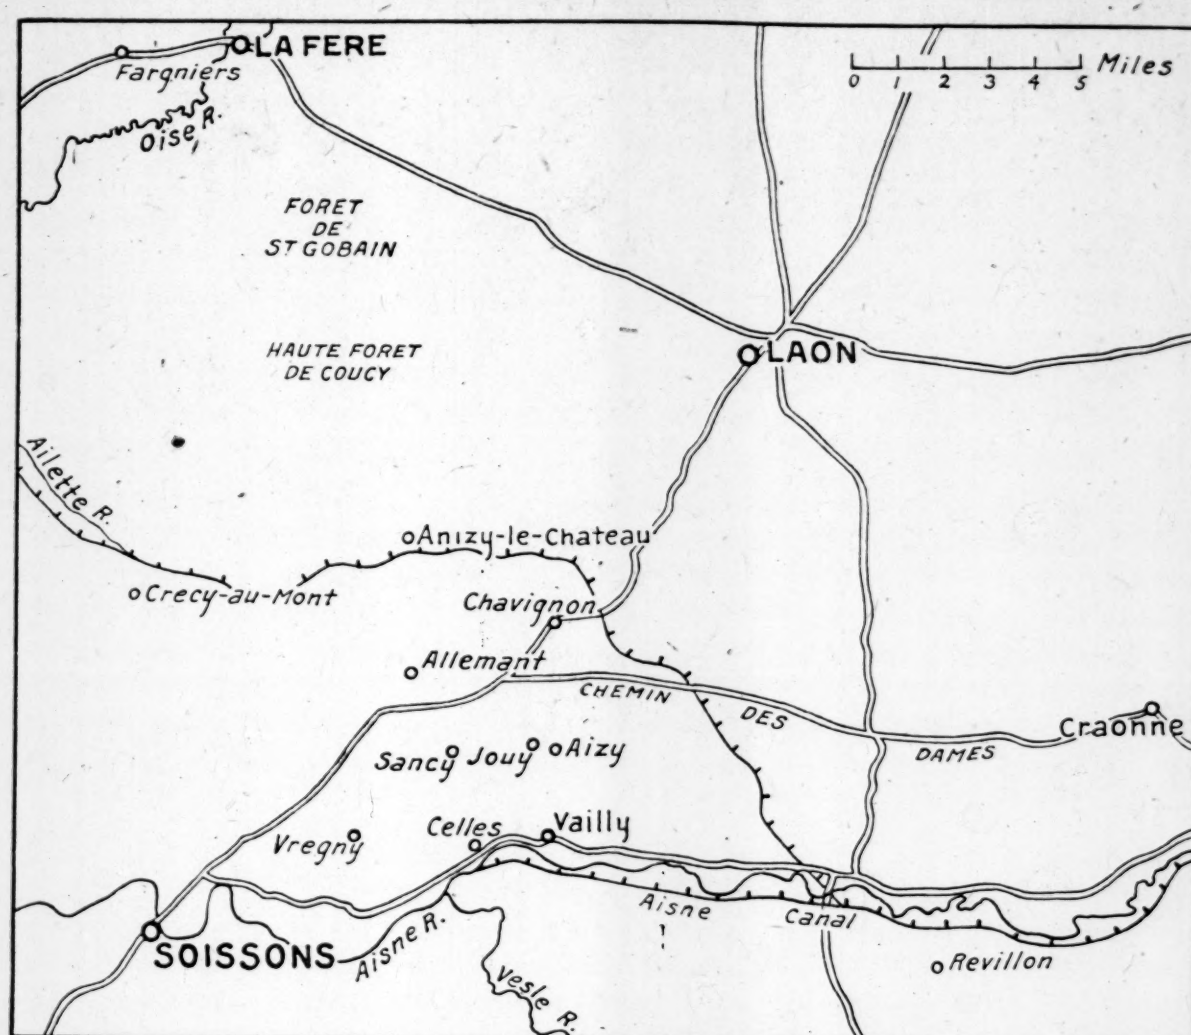 LA FERE
Fargniers
Miles
0 1 2 3 4 5
Oise R.
FORET
DE
ST GOBAIN
HAUTE FORET
DE COUCY
LAON
Ailette R.
Anizy-le-Chateau
Crecy-au-Mont
Chavignon
Allemant
CHEMIN DES DAMES
Craonne
Sancy Jouy Aizy
Vregny
Celles
Vailly
Aisne Canal
SOISSONS
Aisne R.
Vesle R.
Revillon